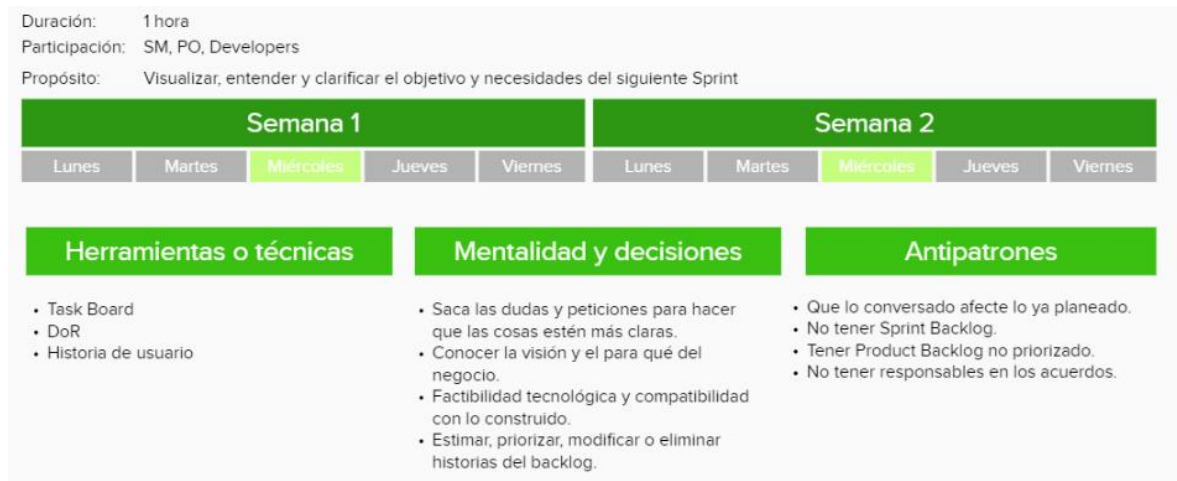 Duración: 1 hora
Participación: SM, PO, Developers
Propósito: Visualizar, entender y clarificar el objetivo y necesidades del siguiente Sprint
Semana 1 Semana 2
Lunes Martes Miércoles Jueves Viernes Lunes Martes Miércoles Jueves Viernes
Herramientas o técnicas
• Task Board
• DoR
• Historia de usuario
Mentalidad y decisiones
• Saca las dudas y peticiones para hacer
que las cosas estén más claras.
• Conocer la visión y el para qué del
negocio.
• Factibilidad tecnológica y compatibilidad
con lo construido.
• Estimar, priorizar, modificar o eliminar
historias del backlog.
Antipatrones
• Que lo conversado afecte lo ya planeado.
• No tener Sprint Backlog.
• Tener Product Backlog no priorizado.
• No tener responsables en los acuerdos.